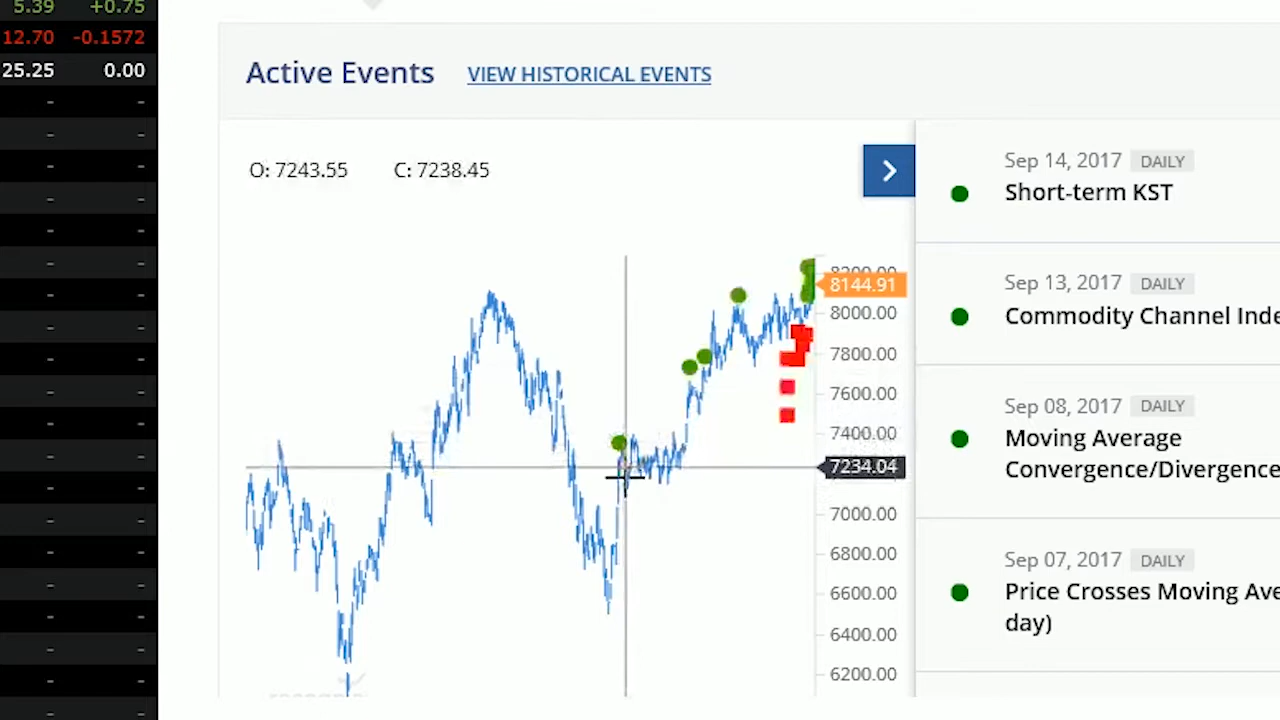 5.39 +0.75
12.70 -0.1572
25.25 0.00
Active Events VIEW HISTORICAL EVENTS
O: 7243.55 C: 7238.45
8200.00
8144.91
8000.00
7800.00
7600.00
7400.00
7234.04
7000.00
6800.00
6600.00
6400.00
6200.00
Sep 14, 2017 DAILY
Short-term KST
Sep 13, 2017 DAILY
Commodity Channel Inde
Sep 08, 2017 DAILY
Moving Average
Convergence/Divergence
Sep 07, 2017 DAILY
Price Crosses Moving Ave
day)